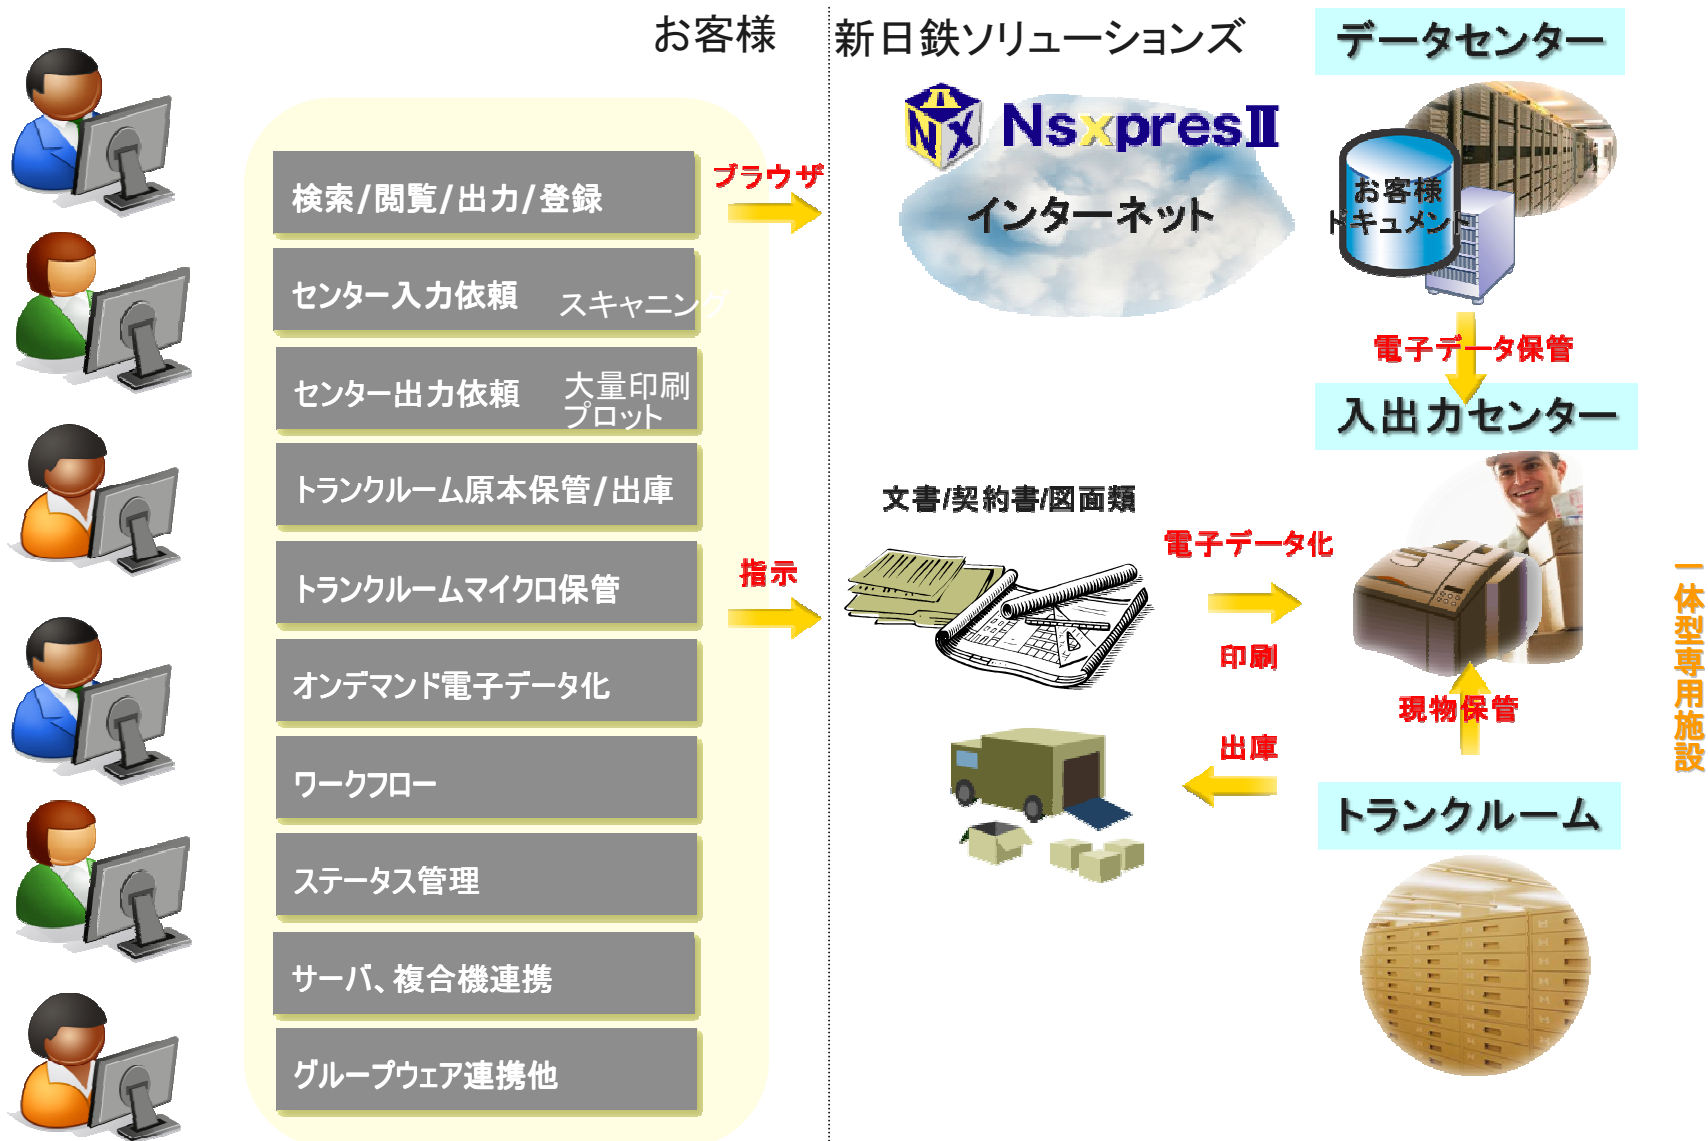 お客様
新日鉄ソリューションズ
検索/閲覧/出力/登録
センター入力依頼 スキャニング
センター出力依頼 大量印刷
プロット
トランクルーム原本保管/出庫
トランクルームマイクロ保管
オンデマンド電子データ化
ワークフロー
ステータス管理
サーバ、複合機連携
グループウェア連携他
ブラウザ
指示
II NX NsxpresII
インターネット
文書/契約書/図面類
電子データ化
印刷
出庫
データセンター
お客様
ドキュメント
電子データ保管
入出力センター
現物保管
トランクルーム
一体型専用施設